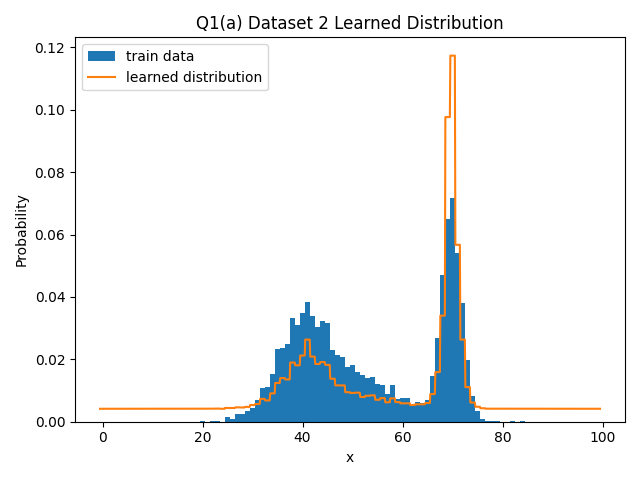 Q1(a) Dataset 2 Learned Distribution
train data
learned distribution
Probability
0.12
0.10
0.08
0.06
0.04
0.02
0.00
0 20 40 60 80 100
x